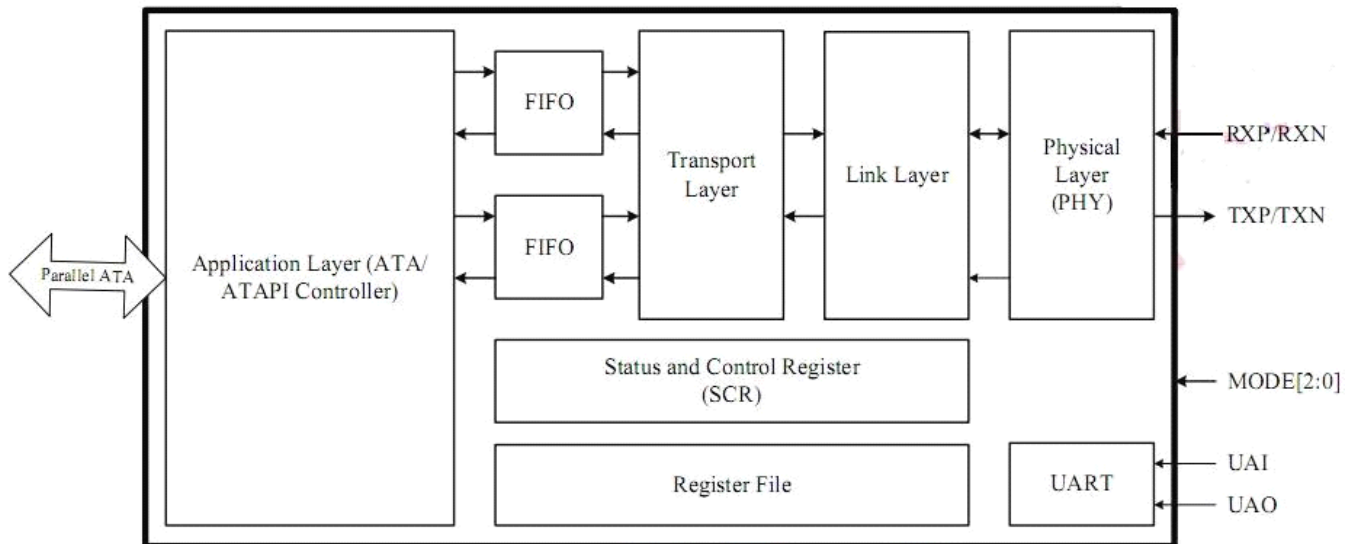 FIFO
Transport
Layer
Link Layer
Physical
Layer
(PHY)
RXP/RXN
TXP/TXN
Parallel ATA
Application Layer (ATA/
ATAPI Controller)
FIFO
Status and Control Register
(SCR)
MODE[2:0]
Register File
UART
UAI
UAO